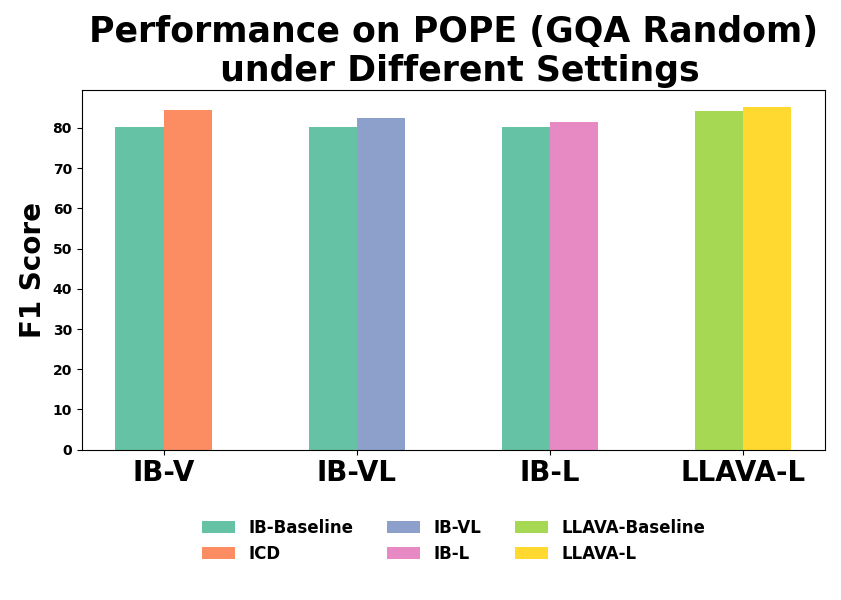 Performance on POPE (GQA Random)
under Different Settings
F1 Score
80
70
60
50
40
30
20
10
0
IB-V IB-VL IB-L LLAVA-L
IB-Baseline IB-VL LLAVA-Baseline
ICD IB-L LLAVA-L